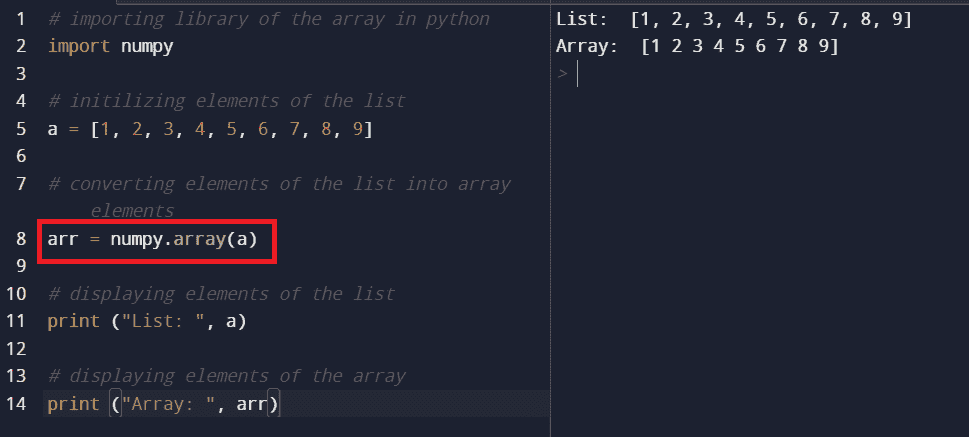 1 # importing library of the array in python
2 import numpy
3
4 # initilizing elements of the list
5 a = [1, 2, 3, 4, 5, 6, 7, 8, 9]
6
7 # converting elements of the list into array
elements
8 arr = numpy.array(a)
9
10 # displaying elements of the list
11 print ("List: ", a)
12
13 # displaying elements of the array
14 print ("Array: ", arr)
List:  [1, 2, 3, 4, 5, 6, 7, 8, 9]
Array:  [1 2 3 4 5 6 7 8 9]
>